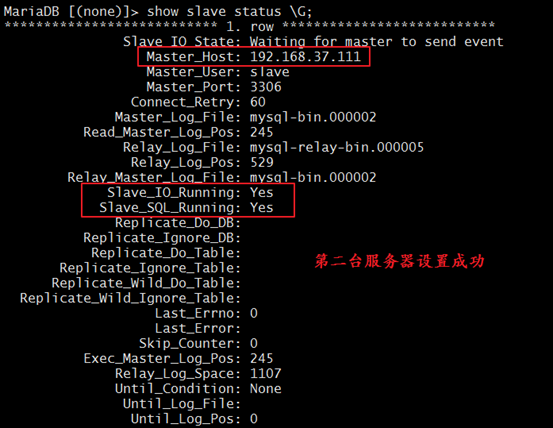 MariaDB [(none)]> show slave status \G;
*************************** 1. row ***************************
Slave_IO_State: Waiting for master to send event
Master_Host: 192.168.37.111
Master_User: slave
Master_Port: 3306
Connect_Retry: 60
Master_Log_File: mysql-bin.000002
Read_Master_Log_Pos: 245
Relay_Log_File: mysql-relay-bin.000005
Relay_Log_Pos: 529
Relay_Master_Log_File: mysql-bin.000002
Slave_IO_Running: Yes
Slave_SQL_Running: Yes
Replicate_Do_DB:
Replicate_Ignore_DB:
Replicate_Do_Table:
第二台服务器设置成功
Replicate_Ignore_Table:
Replicate_Wild_Do_Table:
Replicate_Wild_Ignore_Table:
Last_Errno: 0
Last_Error:
Skip_Counter: 0
Exec_Master_Log_Pos: 245
Relay_Log_Space: 1107
Until_Condition: None
Until_Log_File:
Until_Log_Pos: 0